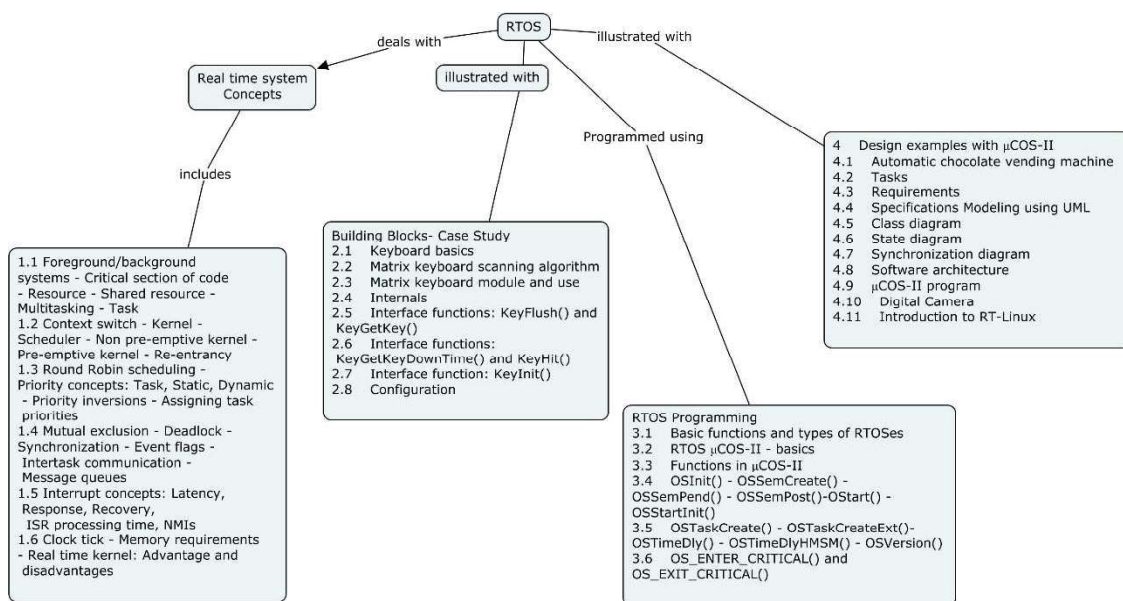 RTOS
deals with
illustrated with
Real time system
Concepts
illustrated with
Programmed using
includes
4 Design examples with µCOS-II
4.1 Automatic chocolate vending machine
4.2 Tasks
4.3 Requirements
4.4 Specifications Modeling using UML
4.5 Class diagram
4.6 State diagram
4.7 Synchronization diagram
4.8 Software architecture
4.9 µCOS-II program
4.10 Digital Camera
4.11 Introduction to RT-Linux
1.1 Foreground/background
systems - Critical section of code
- Resource - Shared resource -
Multitasking - Task
1.2 Context switch - Kernel -
Scheduler - Non pre-emptive kernel -
Pre-emptive kernel - Re-entrancy
1.3 Round Robin scheduling -
Priority concepts: Task, Static, Dynamic
- Priority inversions - Assigning task
priorities
1.4 Mutual exclusion - Deadlock -
Synchronization - Event flags -
Intertask communication -
Message queues
1.5 Interrupt concepts: Latency,
Response, Recovery,
ISR processing time, NMIs
1.6 Clock tick - Memory requirements
- Real time kernel: Advantage and
disadvantages
Building Blocks- Case Study
2.1 Keyboard basics
2.2 Matrix keyboard scanning algorithm
2.3 Matrix keyboard module and use
2.4 Internals
2.5 Interface functions: KeyFlush() and
KeyGetKey()
2.6 Interface functions:
KeyGetKeyDownTime() and KeyHit()
2.7 Interface function: KeyInit()
2.8 Configuration
RTOS Programming
3.1 Basic functions and types of RTOSes
3.2 RTOS µCOS-II - basics
3.3 Functions in µCOS-II
3.4 OSInit() - OSSemCreate() -
OSSemPend() - OSSemPost()-OStart() -
OSStartInit()
3.5 OSTaskCreate() - OSTaskCreateExt()-
OSTimeDly() - OSTimeDlyHMSM() - OSVersion()
3.6 OS_ENTER_CRITICAL() and
OS_EXIT_CRITICAL()